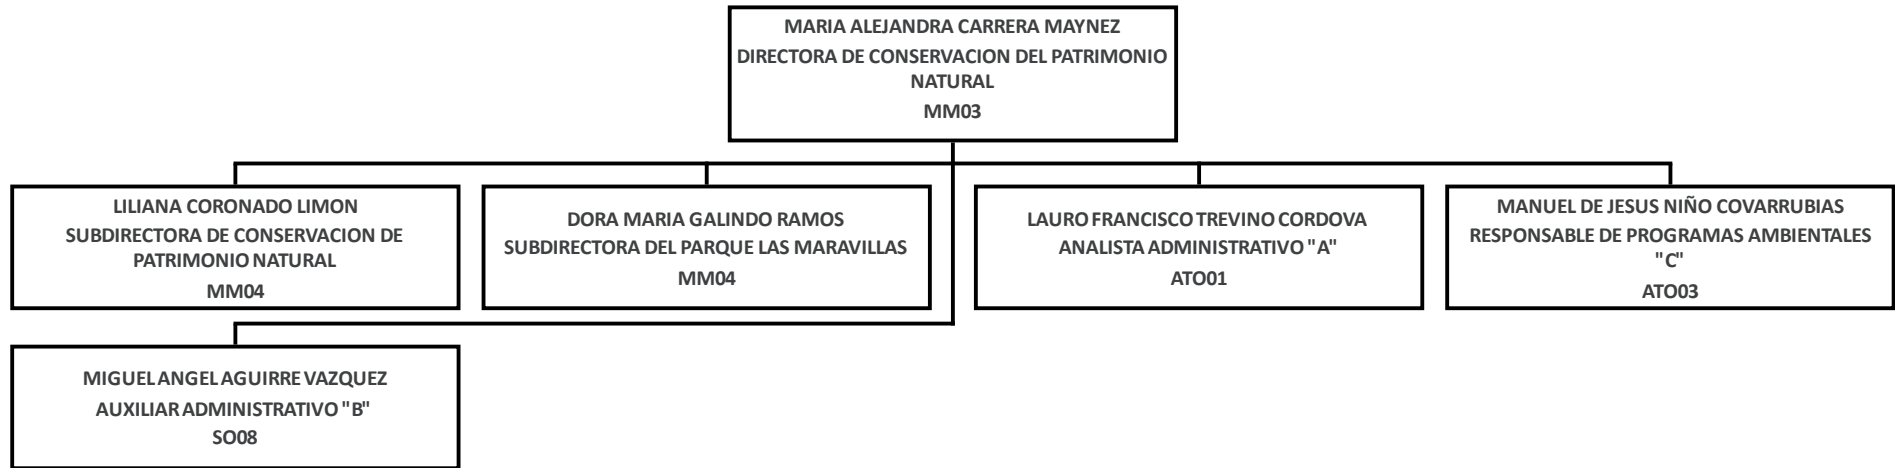 MARIA ALEJANDRA CARRERA MAYNEZ
DIRECTORA DE CONSERVACION DEL PATRIMONIO
NATURAL
MM03
LILIANA CORONADO LIMON
SUBDIRECTORA DE CONSERVACION DE
PATRIMONIO NATURAL
MM04
DORA MARIA GALINDO RAMOS
SUBDIRECTORA DEL PARQUE LAS MARAVILLAS
MM04
LAURO FRANCISCO TREVINO CORDOVA
ANALISTA ADMINISTRATIVO "A"
ATO01
MANUEL DE JESUS NIÑO COVARRUBIAS
RESPONSABLE DE PROGRAMAS AMBIENTALES
"C"
ATO03
MIGUEL ANGEL AGUIRRE VAZQUEZ
AUXILIAR ADMINISTRATIVO "B"
SO08